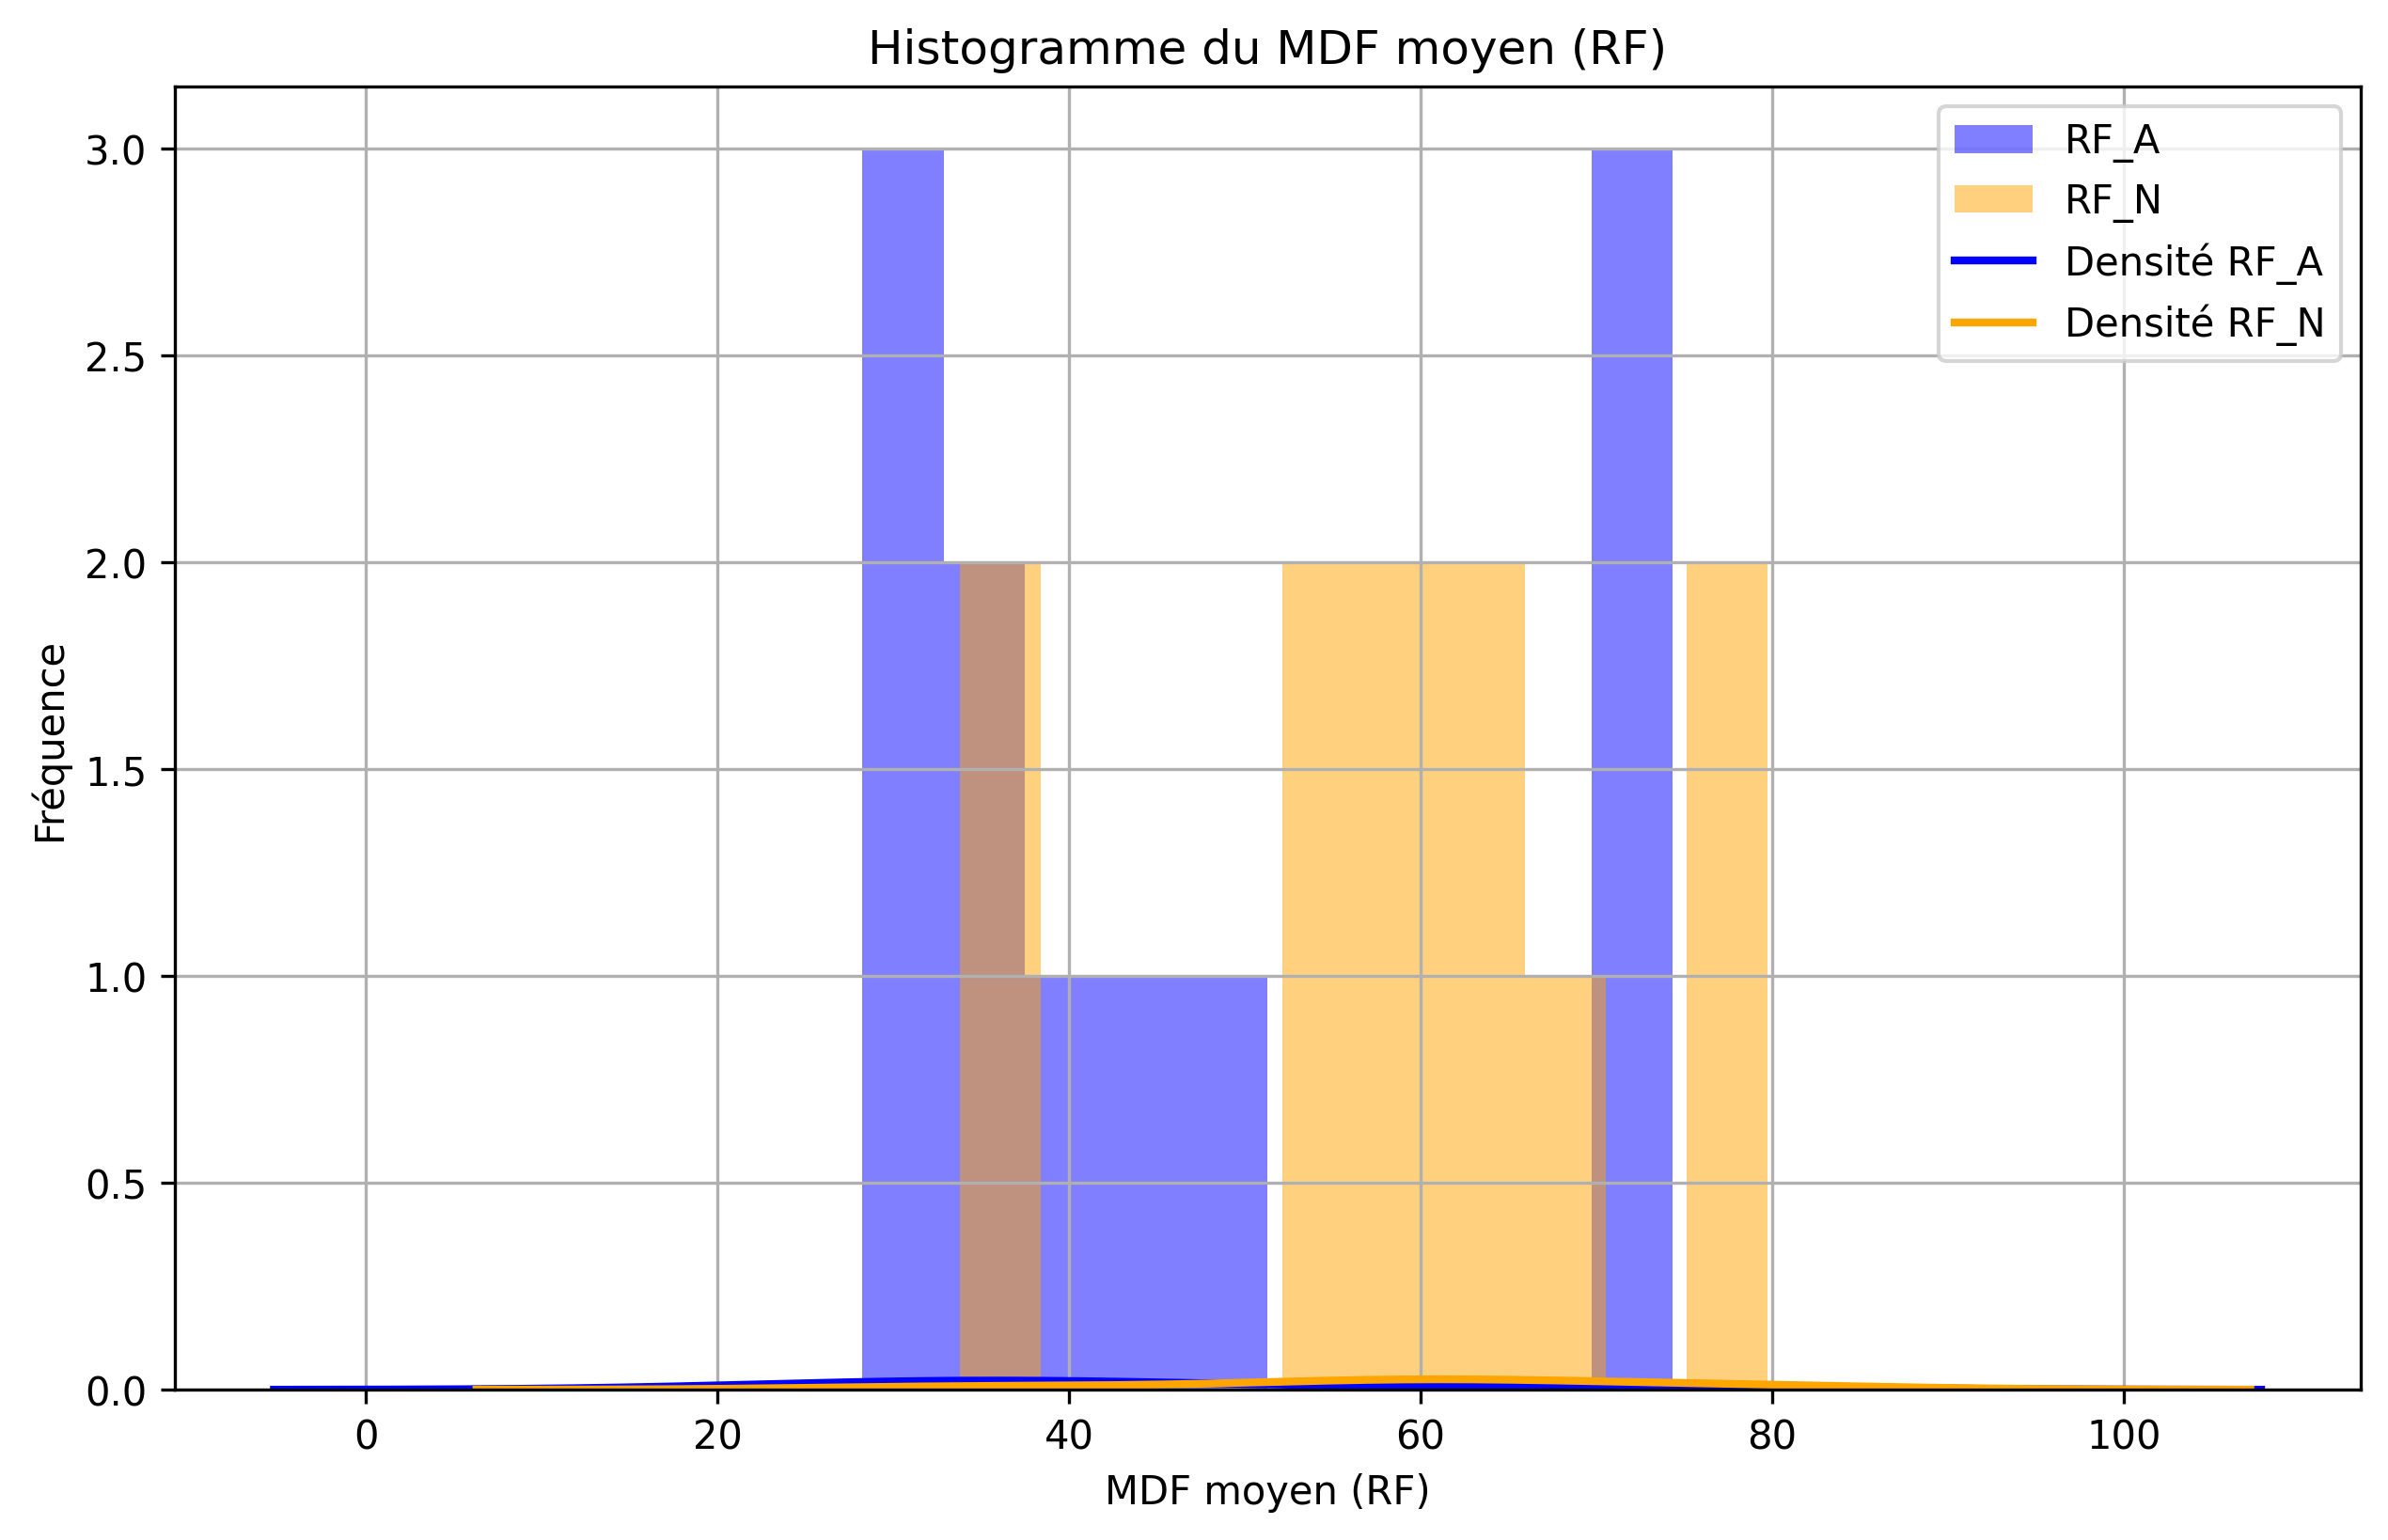 Histogramme du MDF moyen (RF)
RF_A
RF_N
Densité RF_A
Densité RF_N
Fréquence
3.0
2.5
2.0
1.5
1.0
0.5
0.0
0 20 40 60 80 100
MDF moyen (RF)